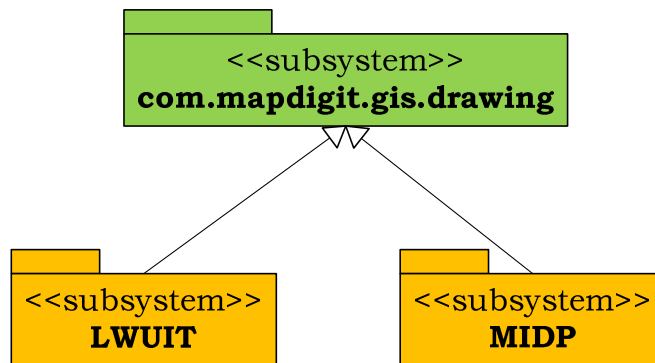 <<subsystem>>
com.mapdigit.gis.drawing
<<subsystem>>
LWUIT
<<subsystem>>
MIDP